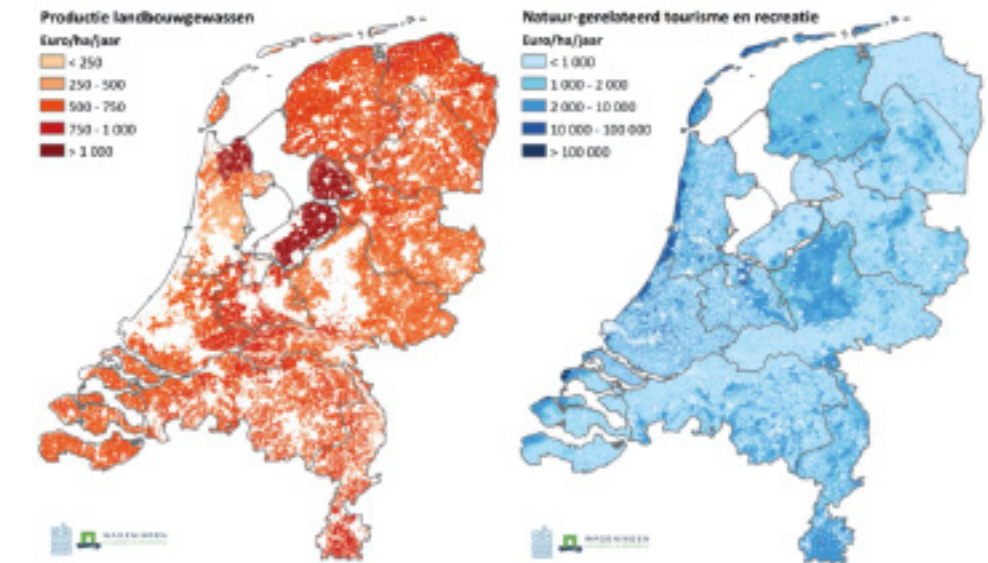 Productie landbouwgewassen
Euro/ha/jaar
< 250
250 - 500
500 - 750
750 - 1 000
> 1 000
WAGENINGEN
Natuur-gerelateerd tourisme en recreatie
Euro/ha/jaar
< 1 000
1 000 - 2 000
2 000 - 10 000
10 000 - 100 000
> 100 000
WAGENINGEN